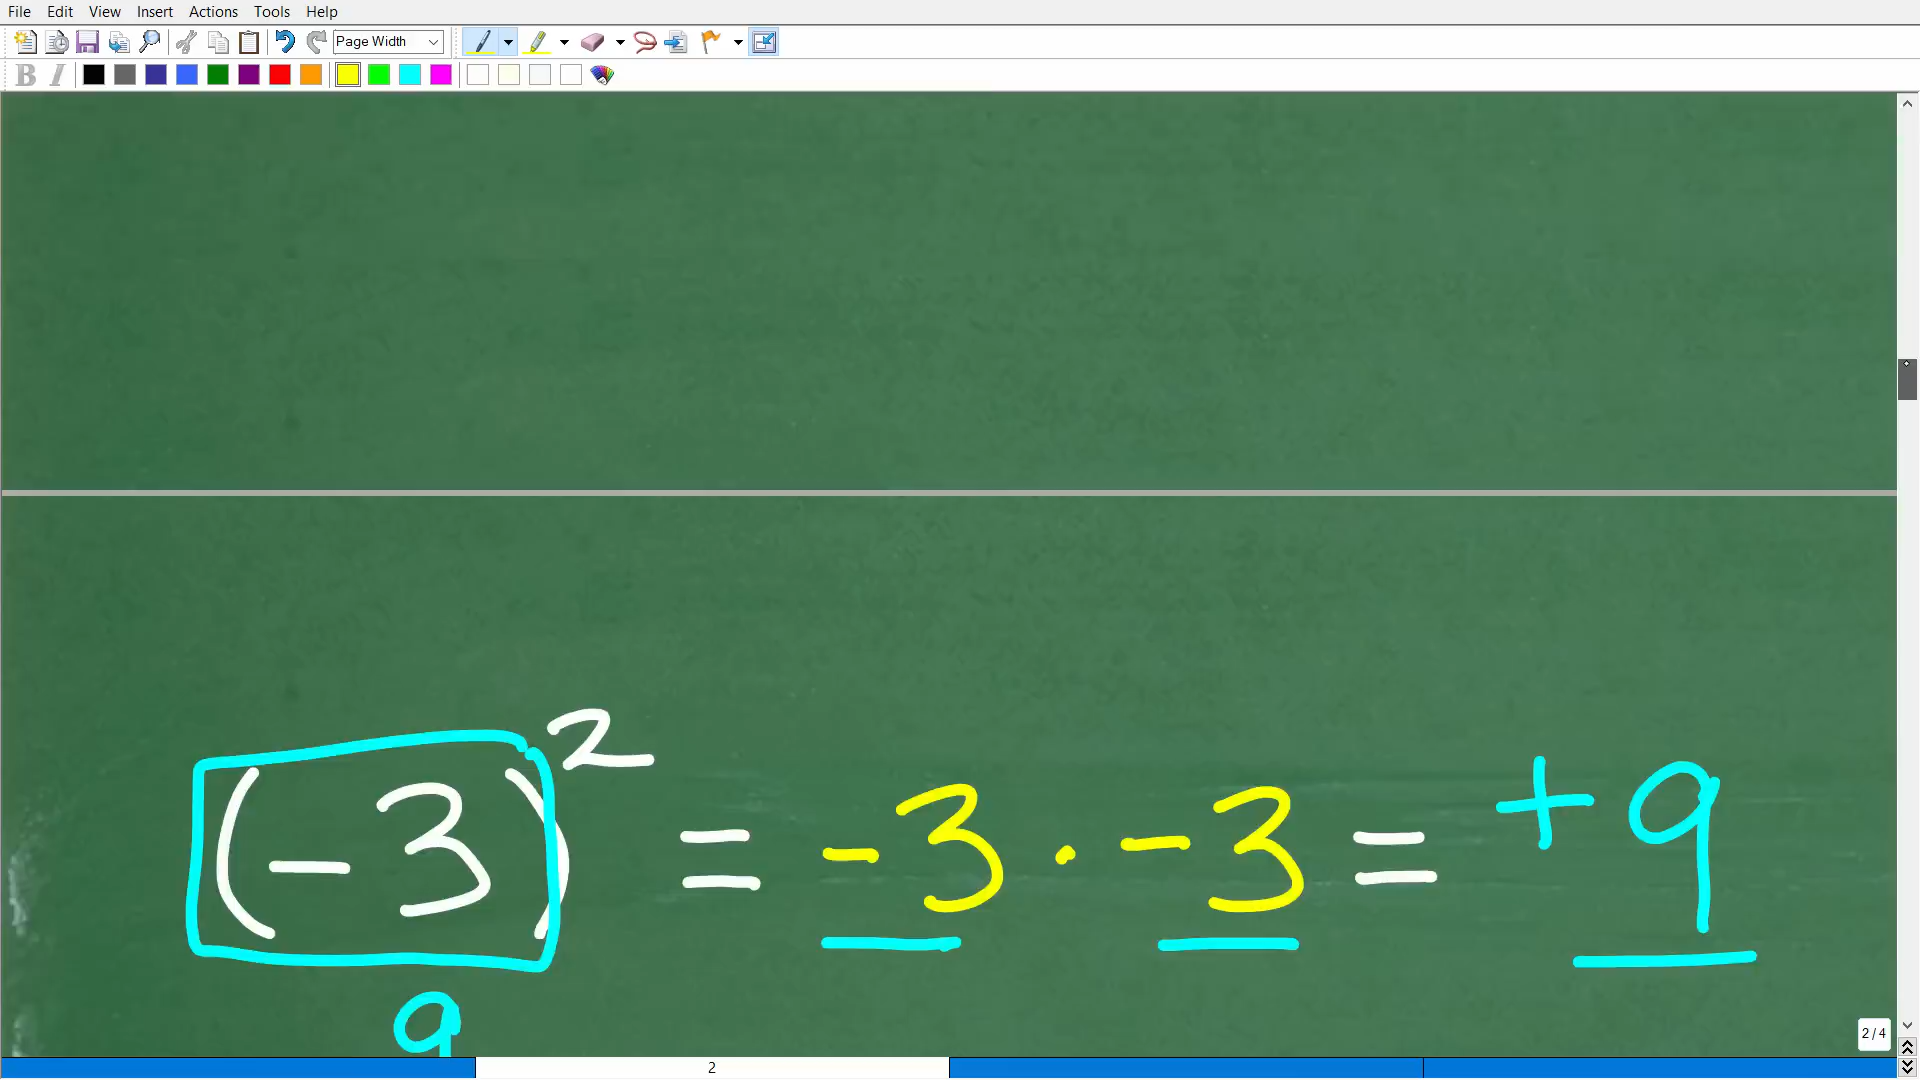 File Edit View Insert Actions Tools Help
Page Width
B I
(-3)² = -3 · -3 = +9
9
2 / 4
2